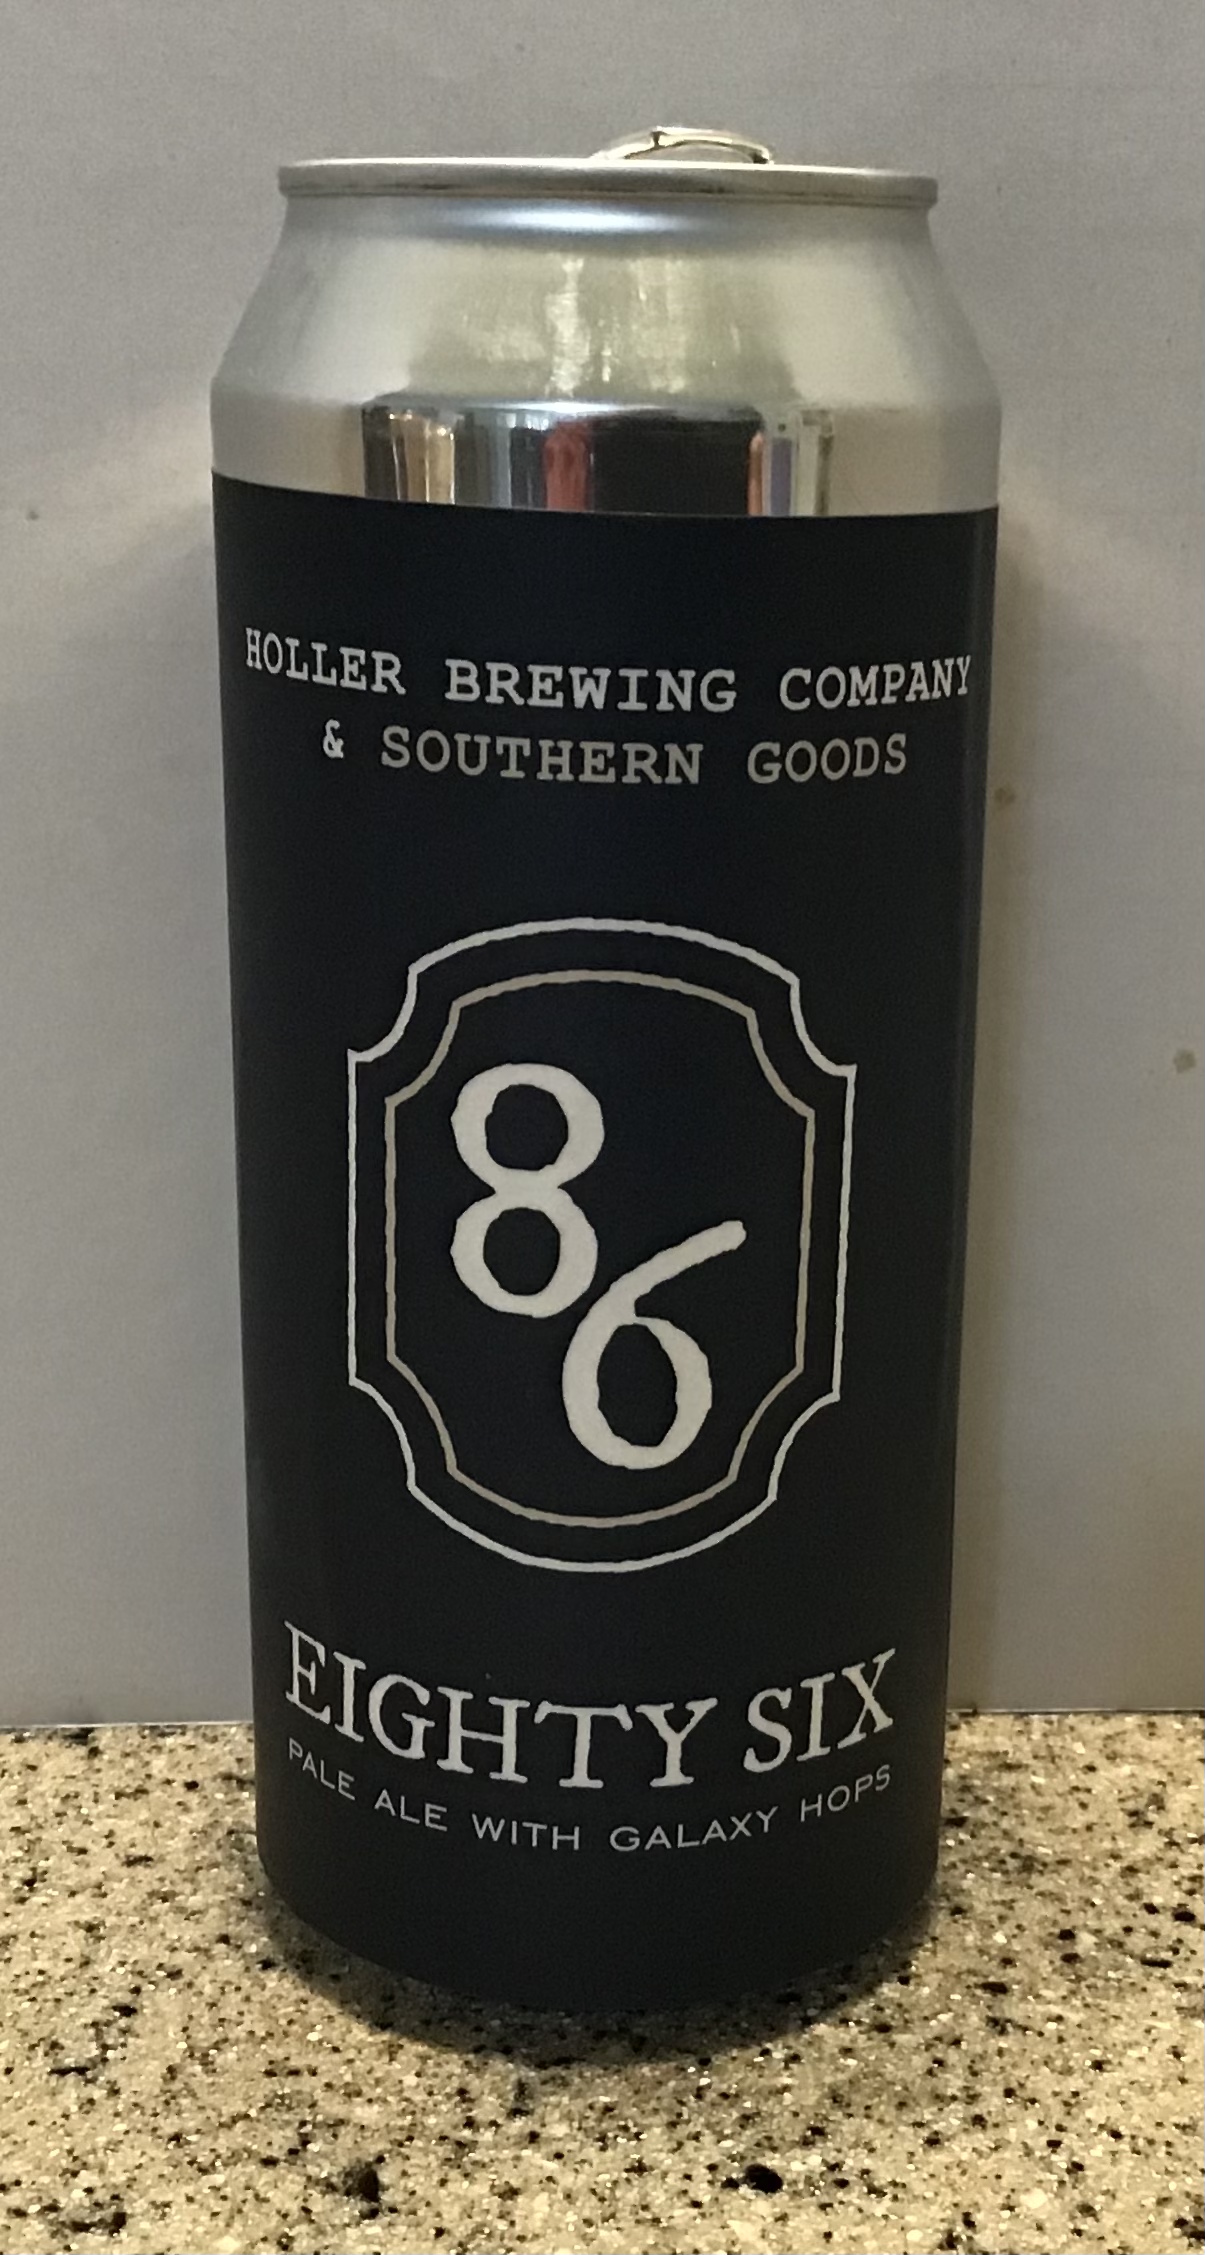 HOLLER BREWING COMPANY
& SOUTHERN GOODS
86
EIGHTY SIX
PALE ALE WITH GALAXY HOPS